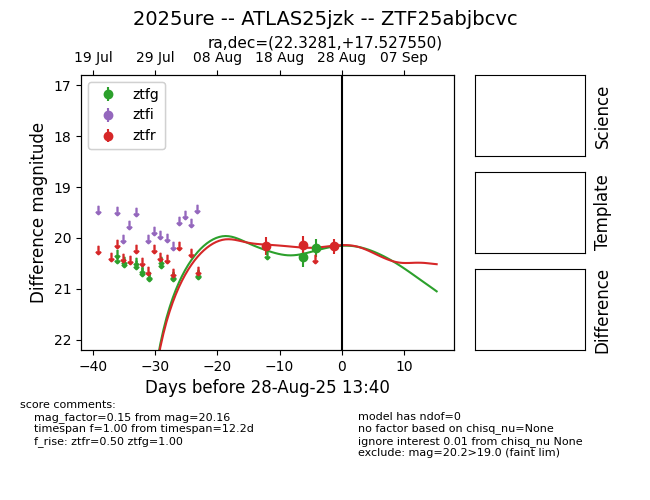 2025ure -- ATLAS25jzk -- ZTF25abjbcvc
ra,dec=(22.3281,+17.527550)
19 Jul 29 Jul 08 Aug 18 Aug 28 Aug 07 Sep
ztfg
ztfi
ztfr
17
18
19
20
21
22
Difference magnitude
−40 −30 −20 −10 0 10
Days before 28-Aug-25 13:40
Science
Template
Difference
score comments:
mag_factor=0.15 from mag=20.16
timespan f=1.00 from timespan=12.2d
f_rise: ztfr=0.50 ztfg=1.00
model has ndof=0
no factor based on chisq_nu=None
ignore interest 0.01 from chisq_nu None
exclude: mag=20.2>19.0 (faint lim)